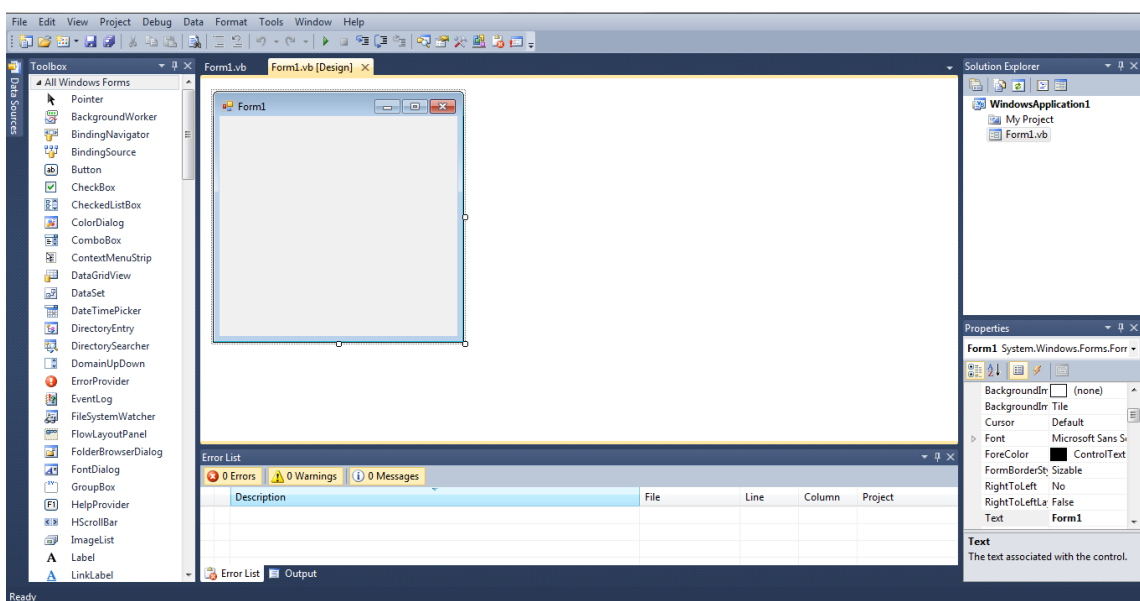 File Edit View Project Debug Data Format Tools Window Help
Data Sources
Toolbox
All Windows Forms
Pointer
BackgroundWorker
BindingNavigator
BindingSource
ab Button
CheckBox
CheckedListBox
ColorDialog
ComboBox
ContextMenuStrip
DataGridView
DataSet
DateTimePicker
DirectoryEntry
DirectorySearcher
DomainUpDown
ErrorProvider
EventLog
FileSystemWatcher
FlowLayoutPanel
FolderBrowserDialog
FontDialog
GroupBox
HelpProvider
HScrollBar
ImageList
A Label
A LinkLabel
Form1.vb Form1.vb [Design]
Form1
Error List
0 Errors 0 Warnings 0 Messages
Description File Line Column Project
Error List Output
Solution Explorer
WindowsApplication1
My Project
Form1.vb
Properties
Form1 System.Windows.Forms.Forr
BackgroundIm (none)
BackgroundIm Tile
Cursor Default
Font Microsoft Sans S
ForeColor ControlText
FormBorderSty Sizable
RightToLeft No
RightToLeftLa False
Text Form1
Text
The text associated with the control.
Ready